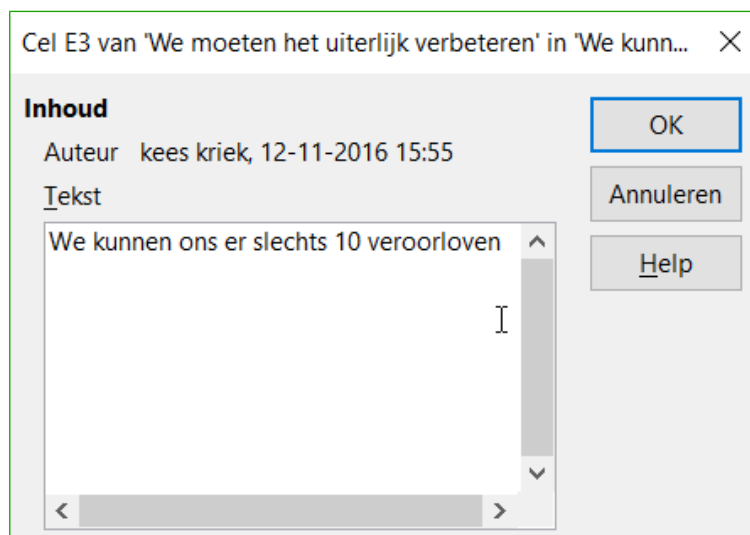 Cel E3 van 'We moeten het uiterlijk verbeteren' in 'We kunn...
Inhoud
OK
Auteur kees kriek, 12-11-2016 15:55
Tekst
Annuleren
We kunnen ons er slechts 10 veroorloven
Help